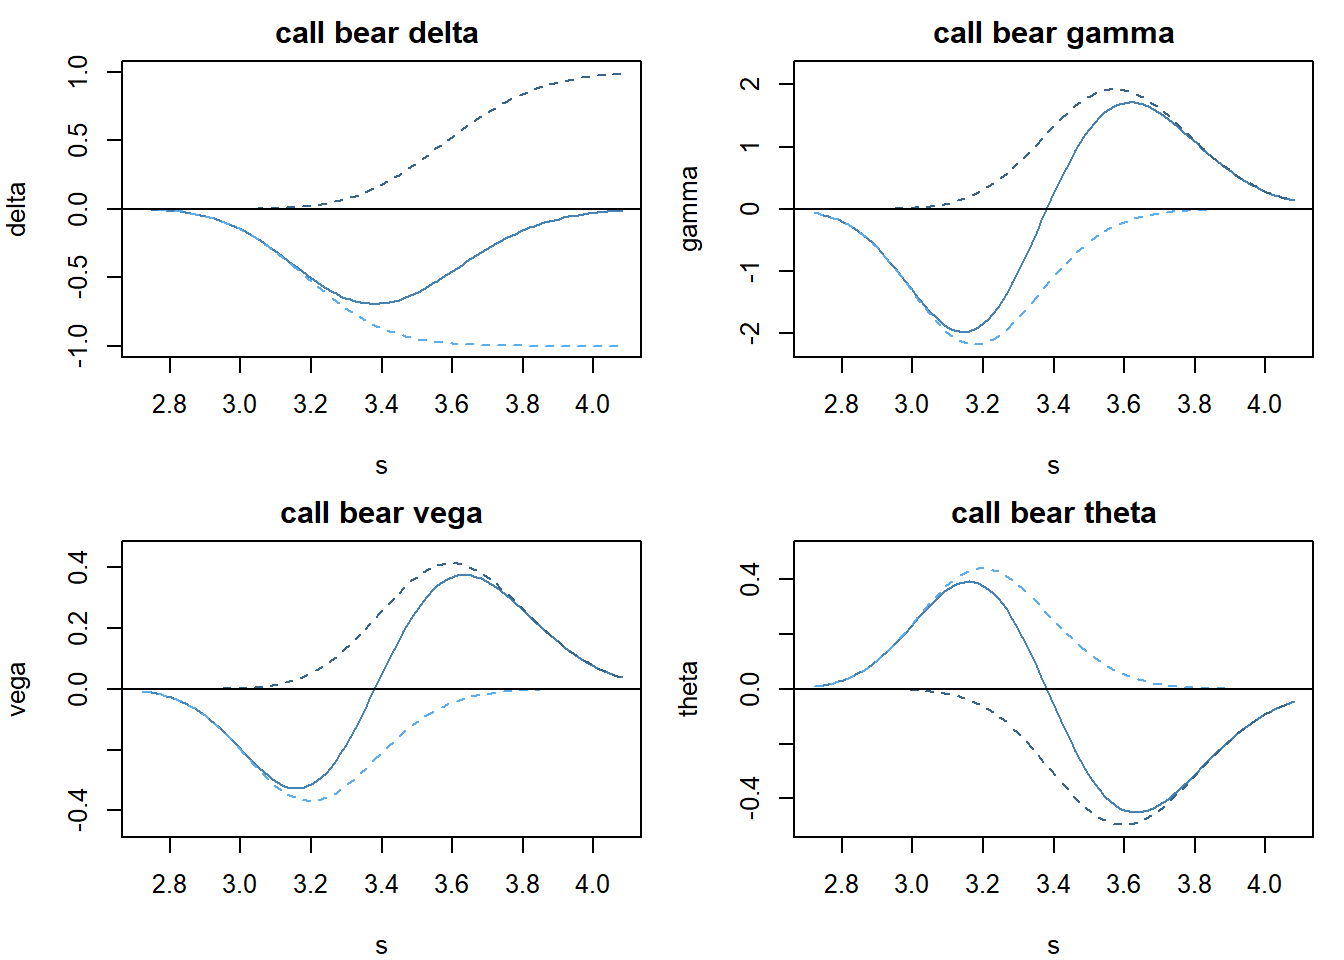 call bear delta
delta
1.0
0.5
0.0
-0.5
-1.0
2.8 3.0 3.2 3.4 3.6 3.8 4.0
s
call bear gamma
gamma
2
1
0
-1
-2
2.8 3.0 3.2 3.4 3.6 3.8 4.0
s
call bear vega
vega
0.4
0.2
0.0
-0.4
2.8 3.0 3.2 3.4 3.6 3.8 4.0
s
call bear theta
theta
0.4
0.0
-0.4
2.8 3.0 3.2 3.4 3.6 3.8 4.0
s